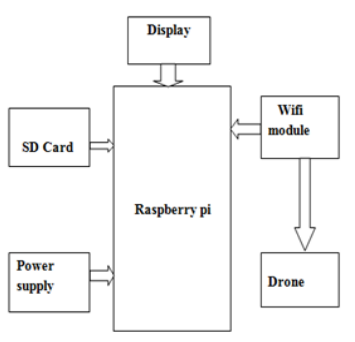 Display
Wifi
module
SD Card
Raspberry pi
Power
supply
Drone